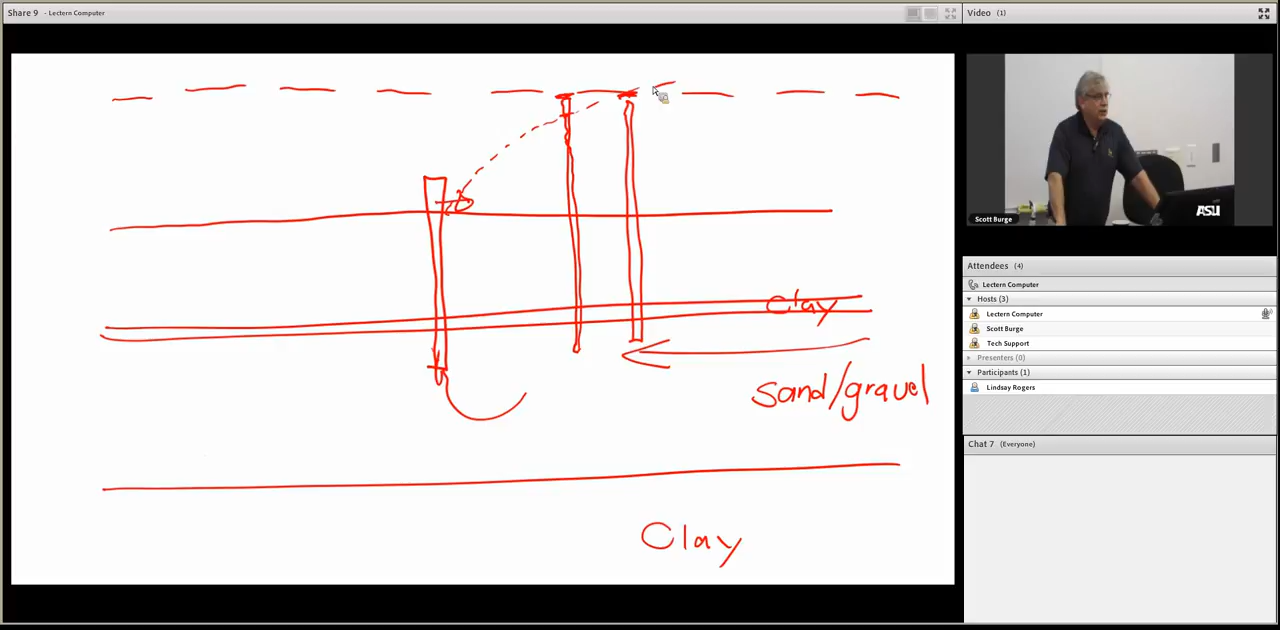 Share 9 - Lectern Computer
Video (1)
ASU
Scott Burge
Attendees (4)
Lectern Computer
Hosts (3)
Lectern Computer
Scott Burge
Tech Support
Presenters (0)
Participants (1)
Lindsay Rogers
Chat 7 (Everyone)
Clay
Sand/gravel
Clay